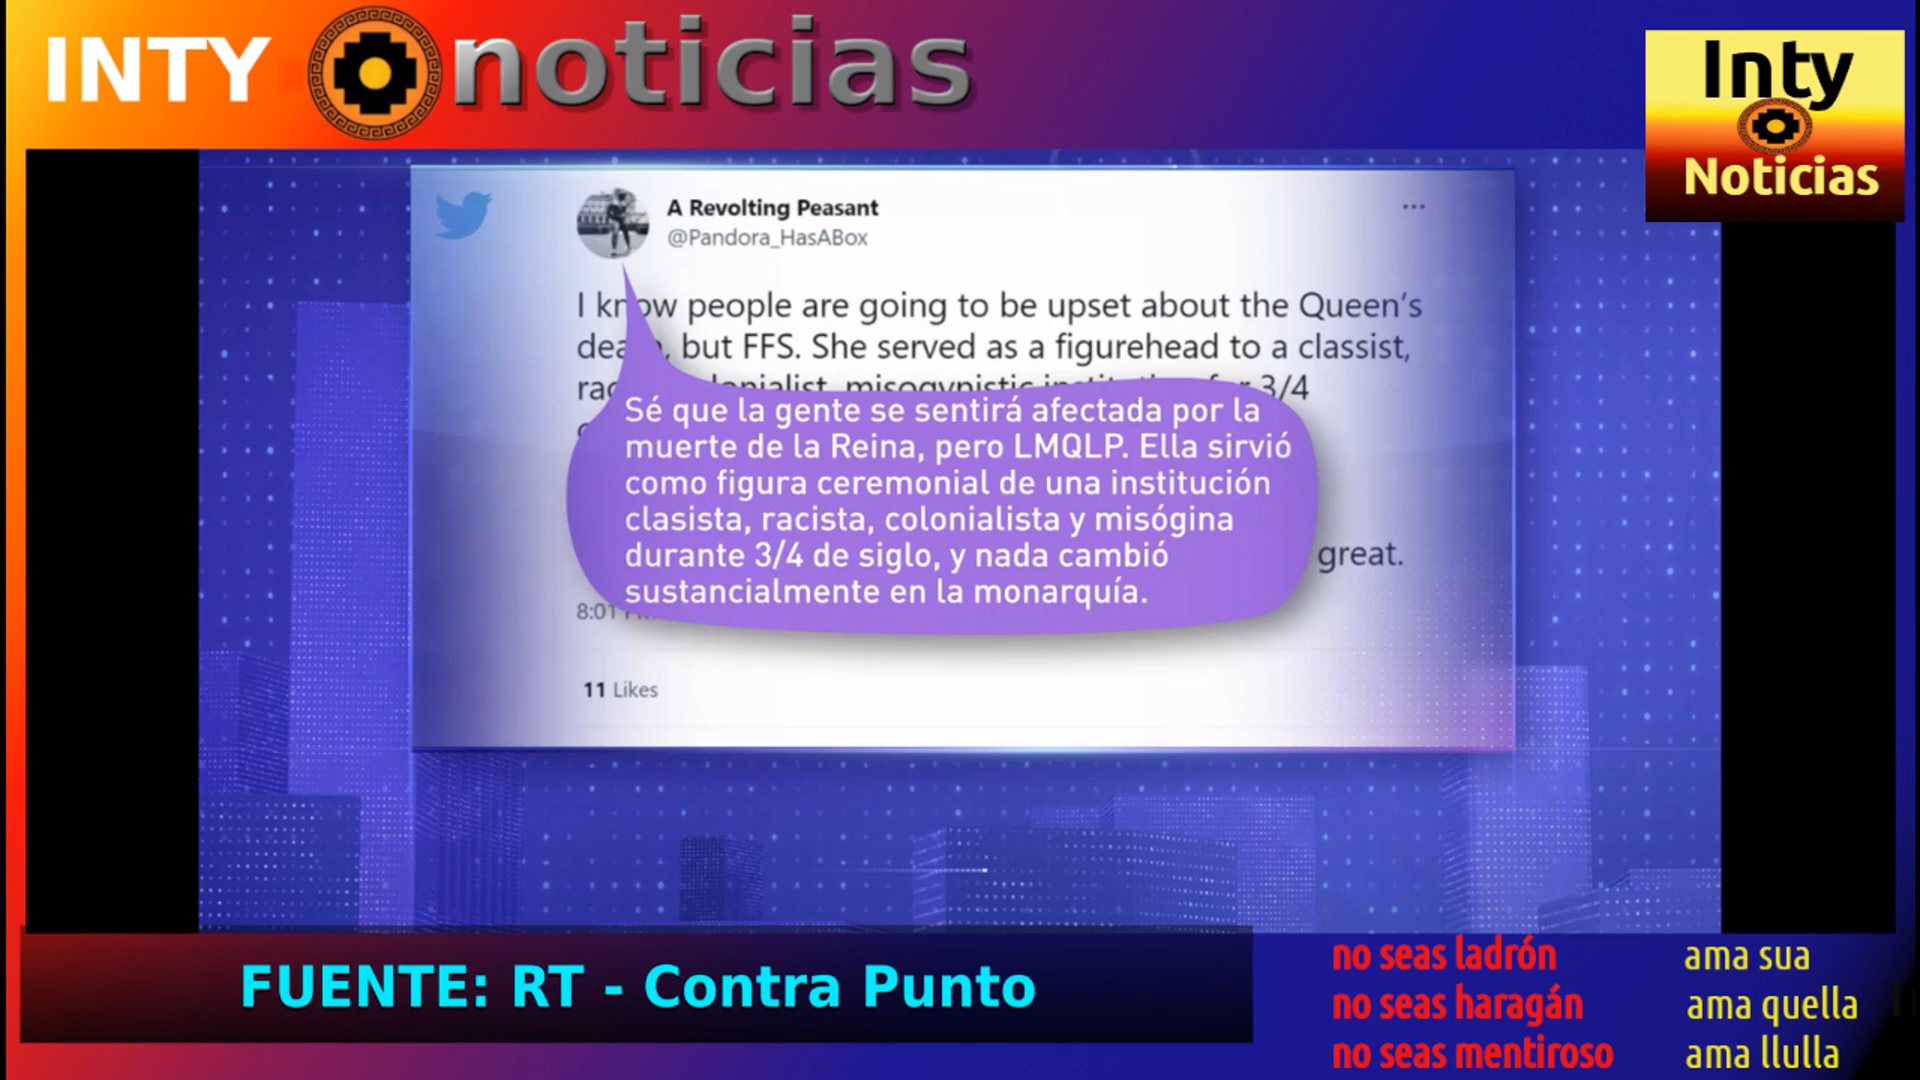 INTY noticias
Inty
Noticias
A Revolting Peasant
@Pandora_HasABox
I know people are going to be upset about the Queen's
but FFS. She served as a figurehead to a classist,
misogynistic 3/4
great.
Sé que la gente se sentirá afectada por la
muerte de la Reina, pero LMQLP. Ella sirvió
como figura ceremonial de una institución
clasista, racista, colonialista y misógina
durante 3/4 de siglo, y nada cambió
sustancialmente en la monarquía.
8:01
11 Likes
FUENTE: RT - Contra Punto
no seas ladrón ama sua
no seas haragán ama quella
no seas mentiroso ama llulla